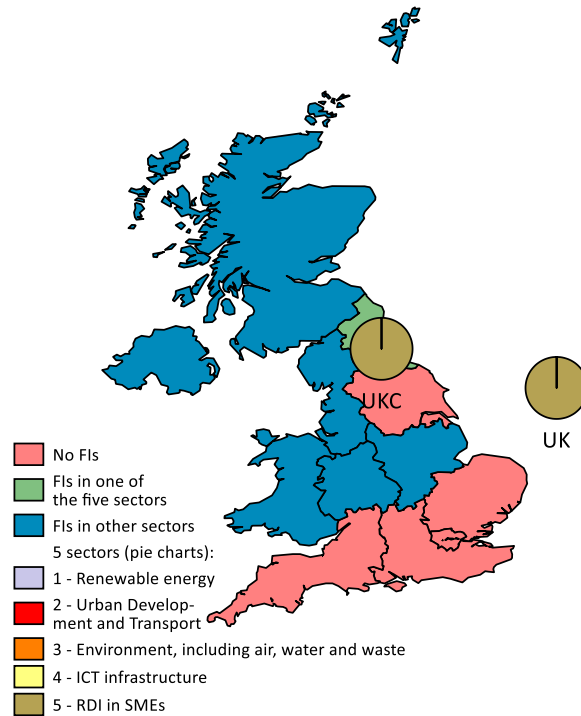 UKC
UK
No FIs
FIs in one of
the five sectors
FIs in other sectors
5 sectors (pie charts):
1 - Renewable energy
2 - Urban Develop-
ment and Transport
3 - Environment, including air, water and waste
4 - ICT infrastructure
5 - RDI in SMEs